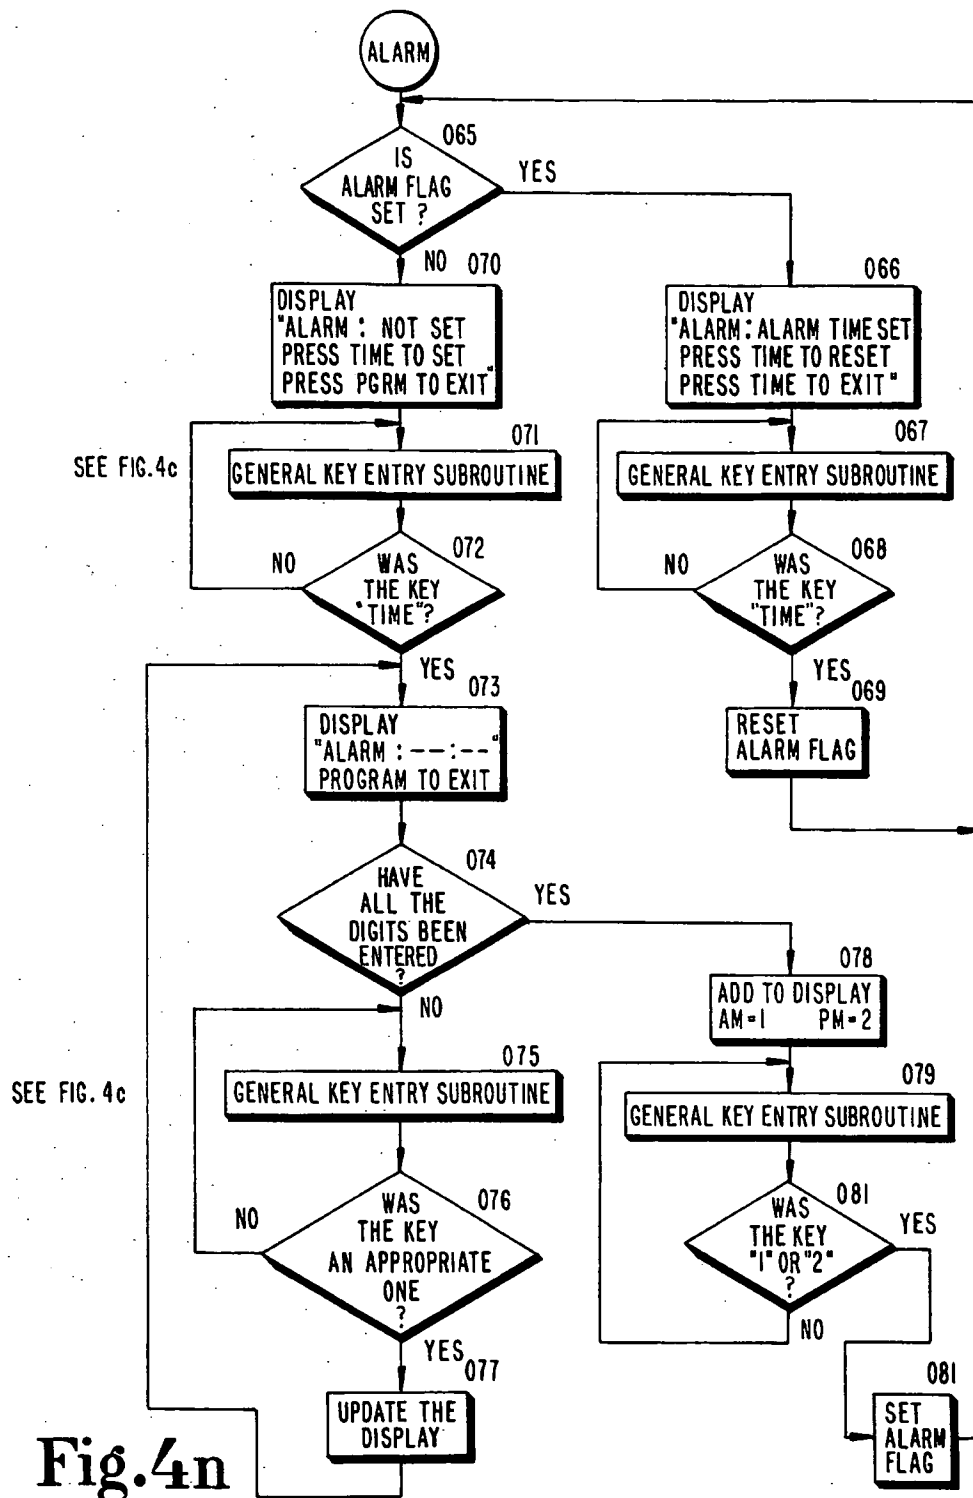 ALARM
065
IS
ALARM FLAG
SET ?
YES
NO
070
DISPLAY
"ALARM : NOT SET
PRESS TIME TO SET
PRESS PGRM TO EXIT"
066
DISPLAY
"ALARM: ALARM TIME SET
PRESS TIME TO RESET
PRESS TIME TO EXIT"
SEE FIG.4c
071
GENERAL KEY ENTRY SUBROUTINE
067
GENERAL KEY ENTRY SUBROUTINE
072
NO
WAS
THE KEY
"TIME"?
YES
068
NO
WAS
THE KEY
"TIME"?
YES
073
DISPLAY
"ALARM : --:--"
PROGRAM TO EXIT
069
RESET
ALARM FLAG
074
HAVE
ALL THE
DIGITS BEEN
ENTERED
?
YES
NO
078
ADD TO DISPLAY
AM=1 PM=2
SEE FIG. 4c
075
GENERAL KEY ENTRY SUBROUTINE
079
GENERAL KEY ENTRY SUBROUTINE
076
NO
WAS
THE KEY
AN APPROPRIATE
ONE
?
YES
081
WAS
THE KEY
"1" OR "2"
?
YES
NO
077
UPDATE THE
DISPLAY
081
SET
ALARM
FLAG
Fig.4n